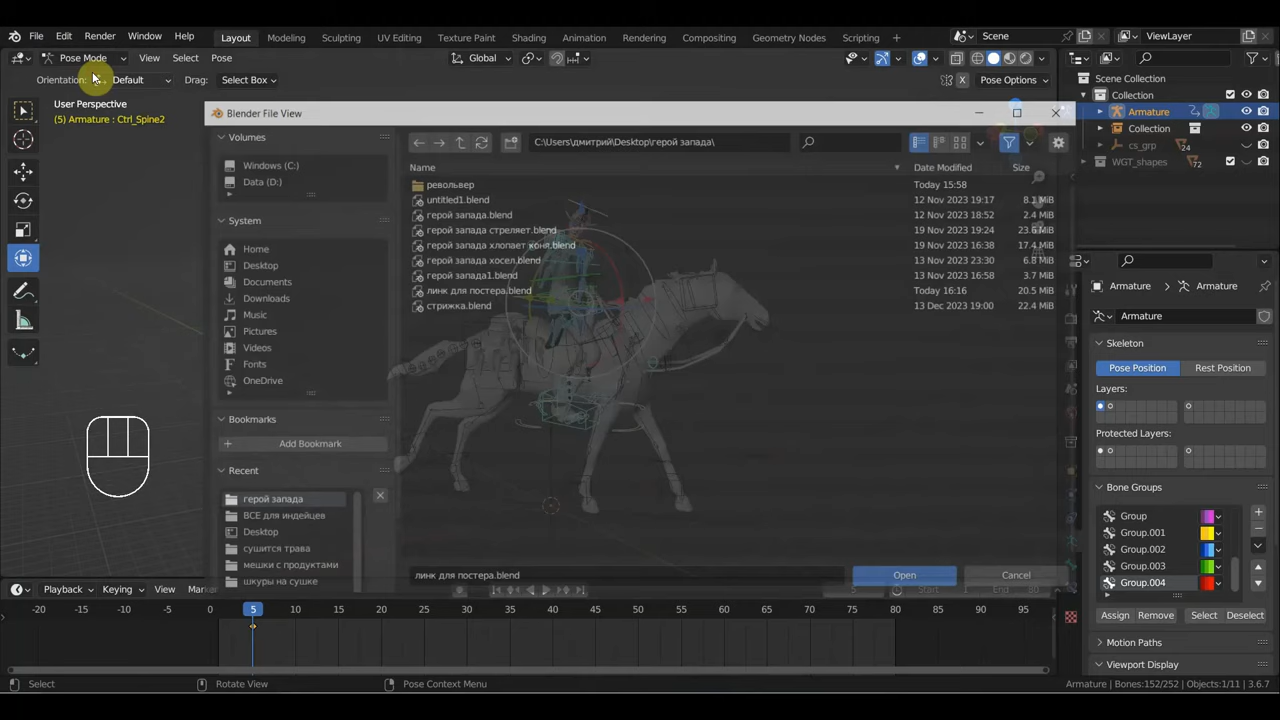 File Edit Render Window Help Layout Modeling Sculpting UV Editing Texture Paint Shading Animation Rendering Compositing Geometry Nodes Scripting Scene ViewLayer
Pose Mode View Select Pose Global
Orientation: Default Drag: Select Box X Pose Options
User Perspective
(5) Armature : Ctrl_Spine2
Blender File View
Volumes
Windows (C:)
Data (D:)
System
Home
Desktop
Documents
Downloads
Music
Pictures
Videos
Fonts
OneDrive
Bookmarks
Add Bookmark
Recent
герой запада
ВСЕ для индейцев
Desktop
сушится трава
мешки с продуктами
шкуры на сушке
C:\Users\дмитрий\Desktop\герой запада\
Name Date Modified Size
револьвер Today 15:58
untitled1.blend 12 Nov 2023 19:17 8.1 MiB
герой запада.blend 12 Nov 2023 18:52 2.4 MiB
герой запада стреляет.blend 19 Nov 2023 19:24 23.6 MiB
герой запада хлопает коня.blend 19 Nov 2023 16:38 17.4 MiB
герой запада хосел.blend 13 Nov 2023 23:30 6.8 MiB
герой запада1.blend 13 Nov 2023 16:58 3.7 MiB
линк для постера.blend Today 16:16 20.5 MiB
стрижка.blend 13 Dec 2023 19:00 22.4 MiB
линк для постера.blend Open Cancel
Scene Collection
Collection
Armature
Collection
cs_grp 24
WGT_shapes 72
Armature Armature
Armature
Skeleton
Pose Position Rest Position
Layers:
Protected Layers:
Bone Groups
Group
Group.001
Group.002
Group.003
Group.004
Assign Remove Select Deselect
Motion Paths
Viewport Display
Playback Keying View 5 Start 1 End 80
-20 -15 -10 -5 0 5 10 15 20 25 30 35 40 45 50 55 60 65 70 75 80 85 90 95
Select Rotate View Pose Context Menu Armature | Bones:152/252 | Objects:1/11 | 3.6.7